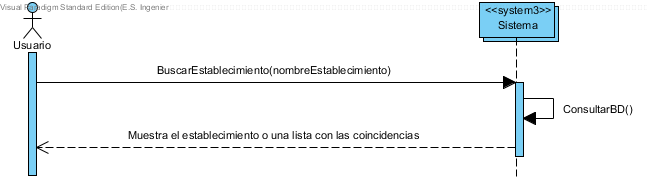 Visual Paradigm Standard Edition(E.S. Ingenier
<<system3>>
Sistema
Usuario
BuscarEstablecimiento(nombreEstablecimiento)
ConsultarBD()
Muestra el establecimiento o una lista con las coincidencias